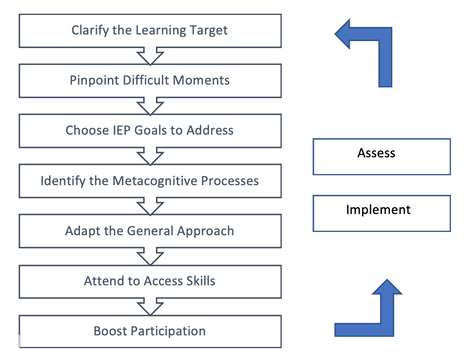 Clarify the Learning Target
Pinpoint Difficult Moments
Choose IEP Goals to Address
Identify the Metacognitive Processes
Adapt the General Approach
Attend to Access Skills
Boost Participation
Assess
Implement